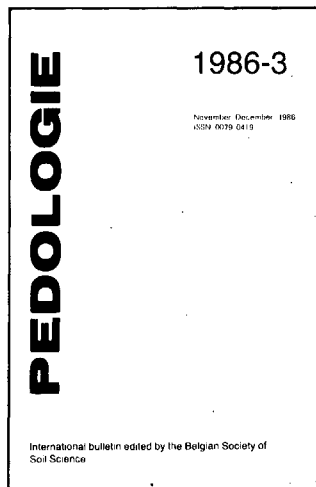 PEDOLOGIE
1986-3
November December 1986
ISSN 0079 0419
International bulletin edited by the Belgian Society of
Soil Science